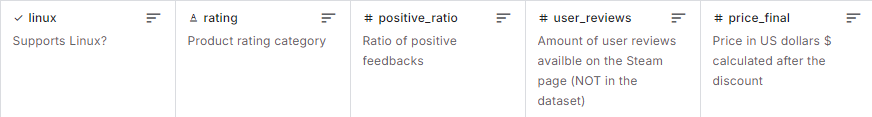 linux
Supports Linux?
rating
Product rating category
# positive_ratio
Ratio of positive
feedbacks
# user_reviews
Amount of user reviews
availble on the Steam
page (NOT in the
dataset)
# price_final
Price in US dollars $
calculated after the
discount